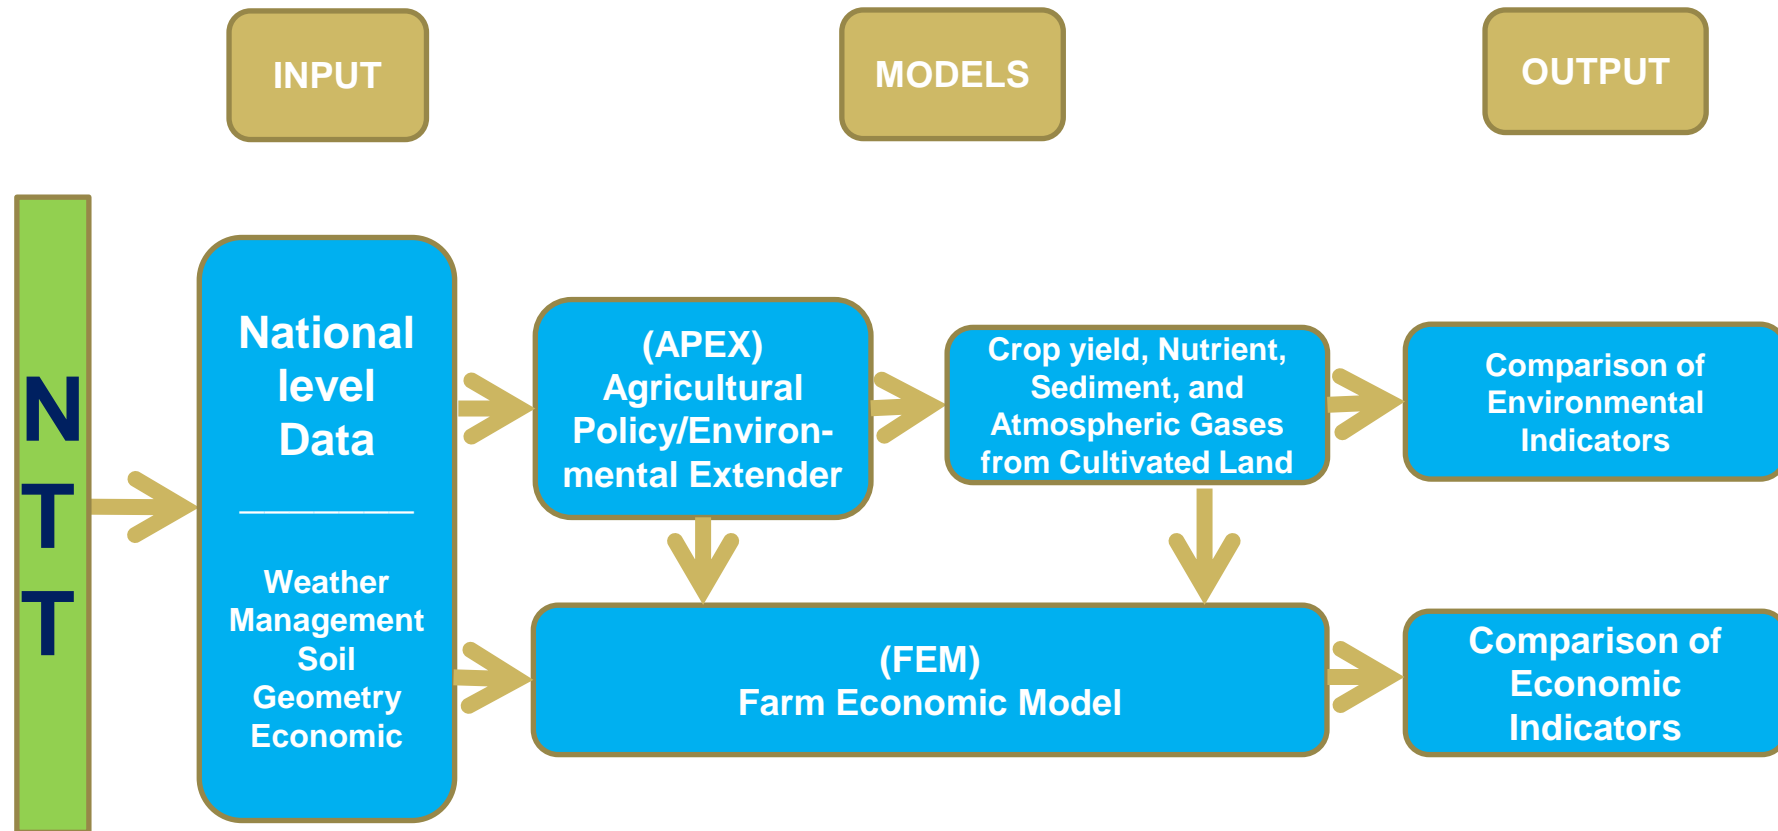 INPUT
MODELS
OUTPUT
N
T
T
National
level
Data
Weather
Management
Soil
Geometry
Economic
(APEX)
Agricultural
Policy/Environ-
mental Extender
Crop yield, Nutrient,
Sediment, and
Atmospheric Gases
from Cultivated Land
Comparison of
Environmental
Indicators
(FEM)
Farm Economic Model
Comparison of
Economic
Indicators